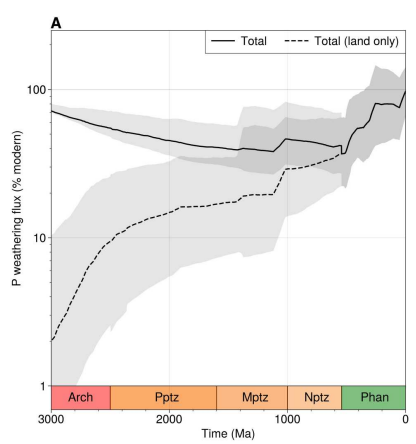 A
Total
Total (land only)
P weathering flux (% modern)
100
10
1
Arch
Pptz
Mptz
Nptz
Phan
3000
2000
1000
0
Time (Ma)